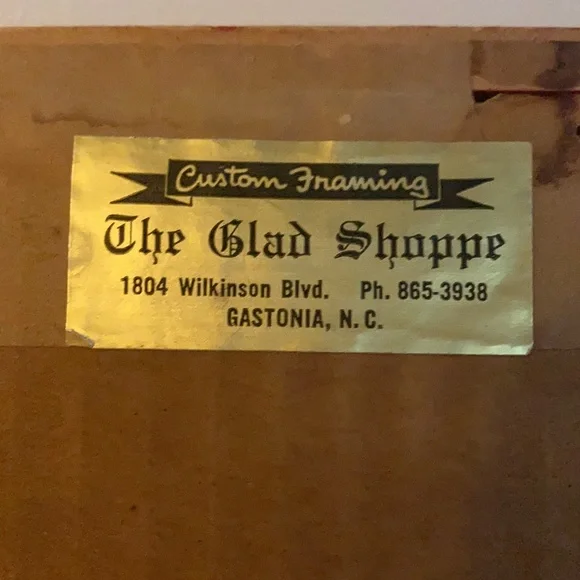 Custom Framing
The Glad Shoppe
1804 Wilkinson Blvd. Ph. 865-3938
GASTONIA, N. C.